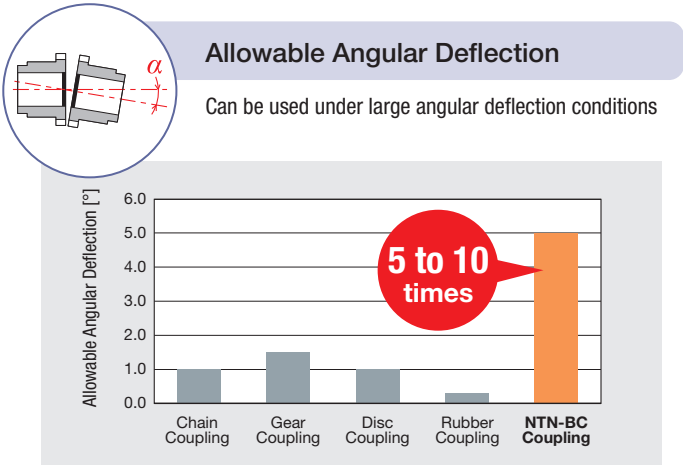 α
Allowable Angular Deflection
Can be used under large angular deflection conditions
Allowable Angular Deflection [°]
6.0
5.0
4.0
3.0
2.0
1.0
0.0
5 to 10
times
Chain
Coupling
Gear
Coupling
Disc
Coupling
Rubber
Coupling
NTN-BC
Coupling